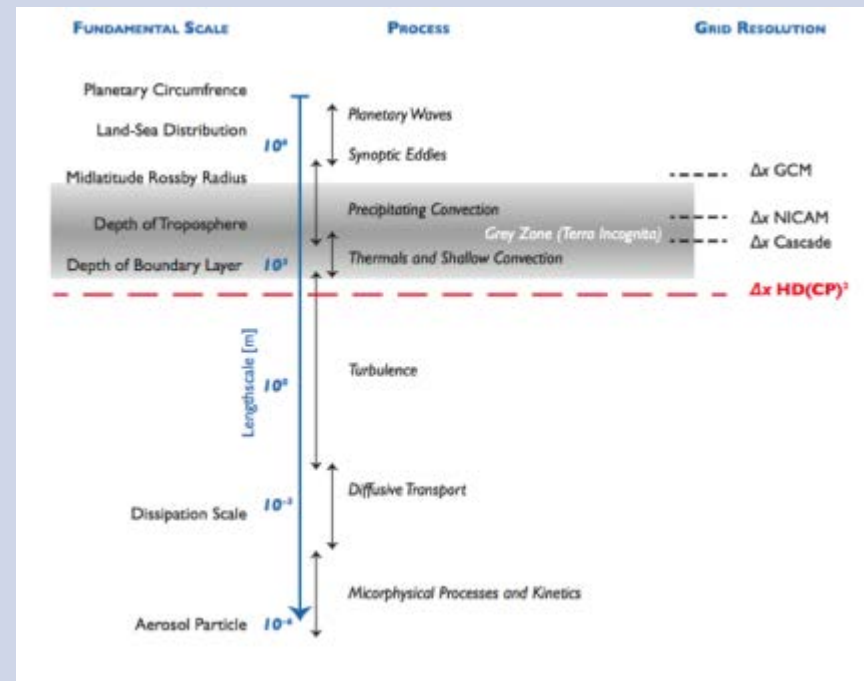 FUNDAMENTAL SCALE PROCESS GRID RESOLUTION
Planetary Circumfrence
Planetary Waves
Land-Sea Distribution
10⁶
Synoptic Eddies
Midlatitude Rossby Radius
Δx GCM
Precipitating Convection
Δx NICAM
Depth of Troposphere
Grey Zone (Terra Incognita)
Δx Cascade
Depth of Boundary Layer 10³ Thermals and Shallow Convection
Δx HD(CP)²
Lengthscale [m]
Turbulence
10⁰
Diffusive Transport
Dissipation Scale 10⁻³
Micorphysical Processes and Kinetics
Aerosol Particle 10⁻⁶